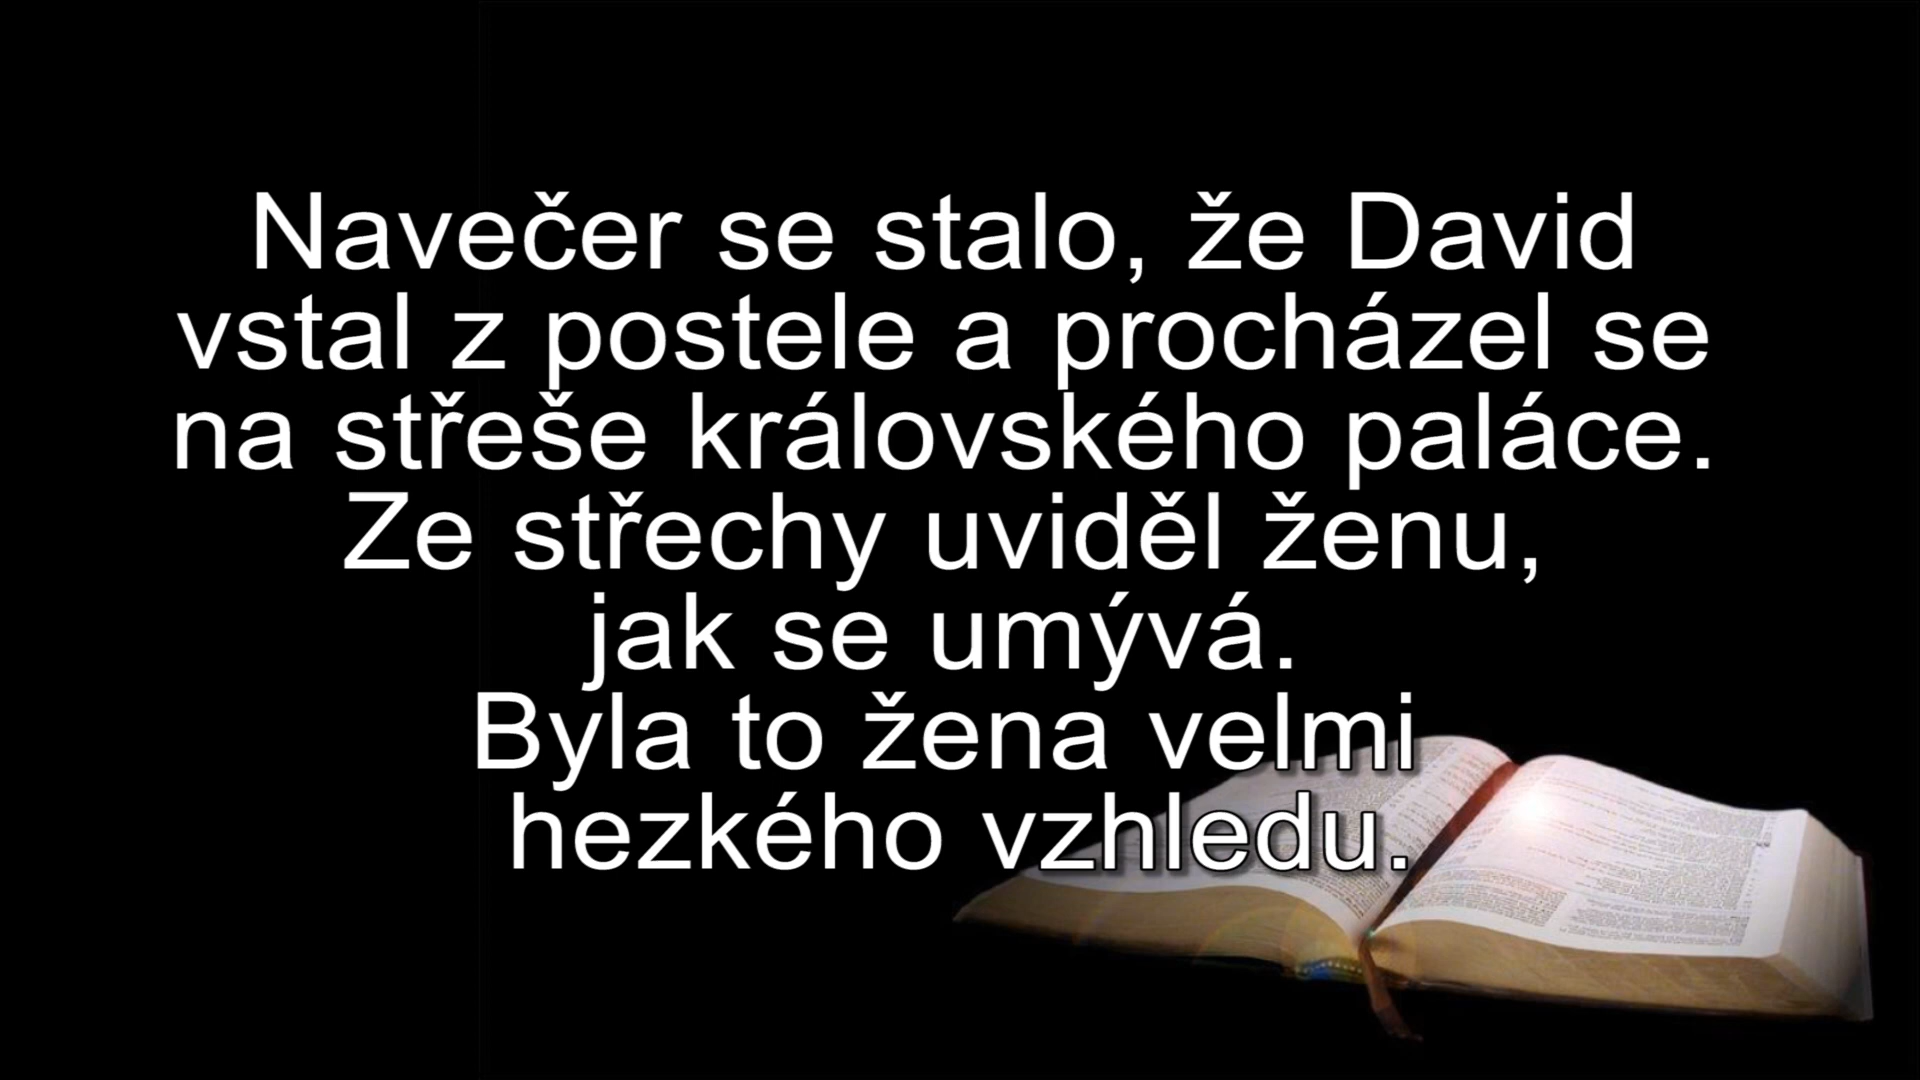 Navečer se stalo, že David
vstal z postele a procházel se
na střeše královského paláce.
Ze střechy uviděl ženu,
jak se umývá.
Byla to žena velmi
hezkého vzhledu.